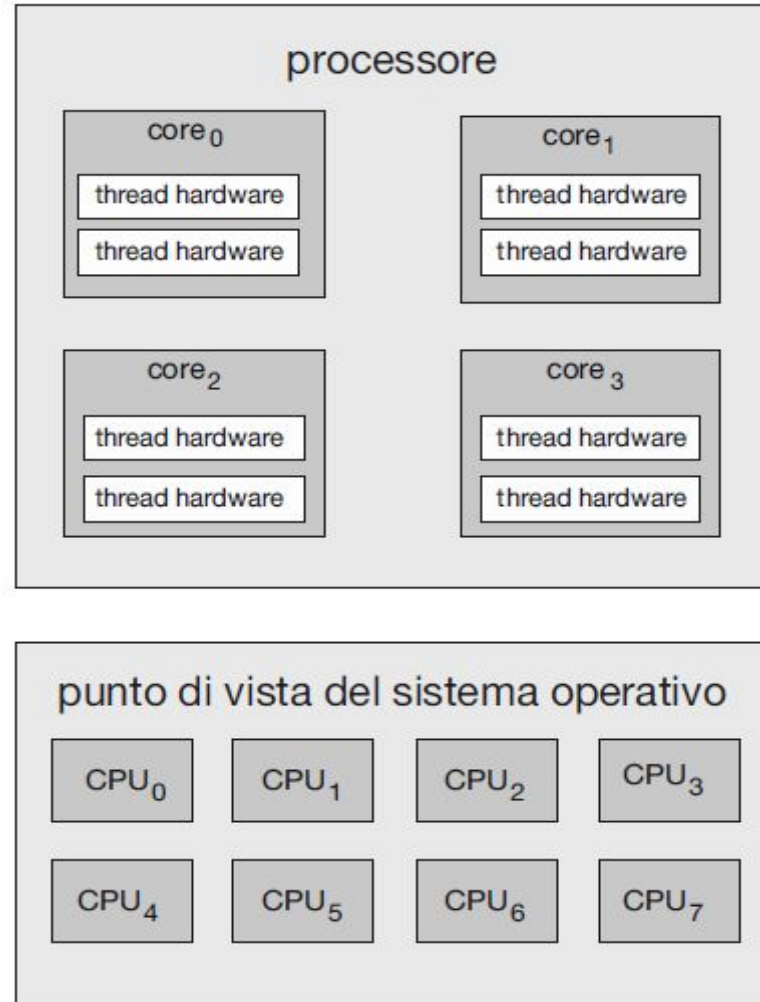 processore
core0
thread hardware
thread hardware
core1
thread hardware
thread hardware
core2
thread hardware
thread hardware
core3
thread hardware
thread hardware
punto di vista del sistema operativo
CPU0 CPU1 CPU2 CPU3
CPU4 CPU5 CPU6 CPU7